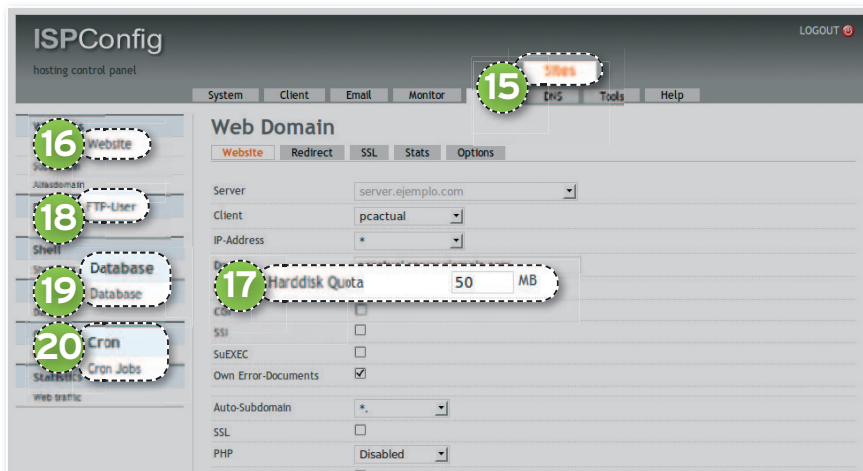 ISPConfig
LOGOUT
hosting control panel
15
Sites
System Client Email Monitor DNS Tools Help
Web Domain
16
Website
Website Redirect SSL Stats Options
Aliasdomain
Server server.ejemplo.com
18
FTP-User
Client pcactual
IP-Address *
Shell
19
Database
Database
17
Harddisk Quota 50 MB
SSI
20
Cron
Cron Jobs
SuEXEC
Own Error-Documents
Statistics
Web traffic
Auto-Subdomain *.
SSL
PHP Disabled